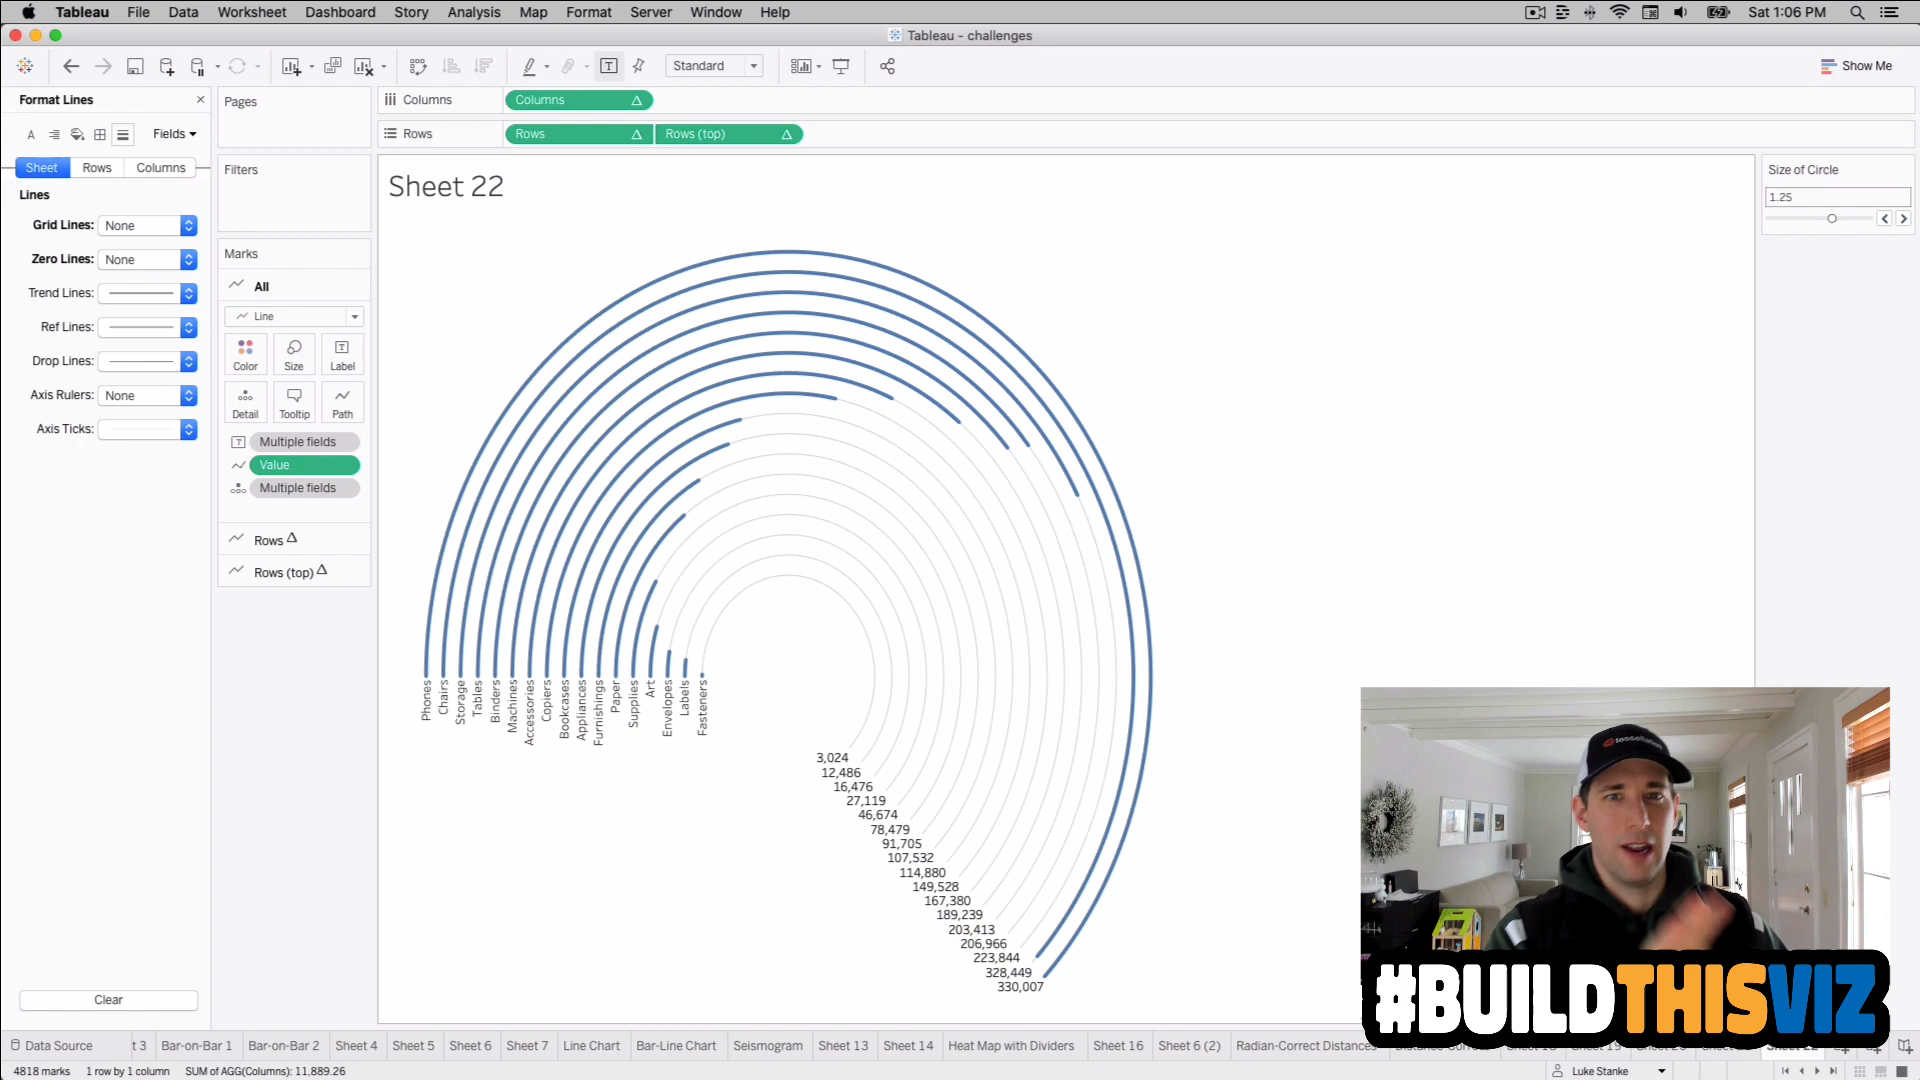 Tableau File Data Worksheet Dashboard Story Analysis Map Format Server Window Help Sat 1:06 PM
Tableau - challenges
Standard Show Me
Format Lines
Fields
Sheet Rows Columns
Lines
Grid Lines: None
Zero Lines: None
Trend Lines:
Ref Lines:
Drop Lines:
Axis Rulers: None
Axis Ticks:
Clear
Pages
Filters
Marks
All
Line
Color Size Label
Detail Tooltip Path
Multiple fields
Value
Multiple fields
Rows Δ
Rows (top) Δ
Columns Columns Δ
Rows Rows Δ Rows (top) Δ
Sheet 22
Phones
Chairs
Storage
Tables
Binders
Machines
Accessories
Copiers
Bookcases
Appliances
Furnishings
Paper
Supplies
Art
Envelopes
Labels
Fasteners
3,024
12,486
16,476
27,119
46,674
78,479
91,705
107,532
114,880
149,528
167,380
189,239
203,413
206,966
223,844
328,449
330,007
Size of Circle
1.25
#BUILDTHISVIZ
Data Source t 3 Bar-on-Bar 1 Bar-on-Bar 2 Sheet 4 Sheet 5 Sheet 6 Sheet 7 Line Chart Bar-Line Chart Seismogram Sheet 13 Sheet 14 Heat Map with Dividers Sheet 16 Sheet 6 (2) Radian-Correct Distances Sheet 22
4818 marks 1 row by 1 column SUM of AGG(Columns): 11,889.26 Luke Stanke